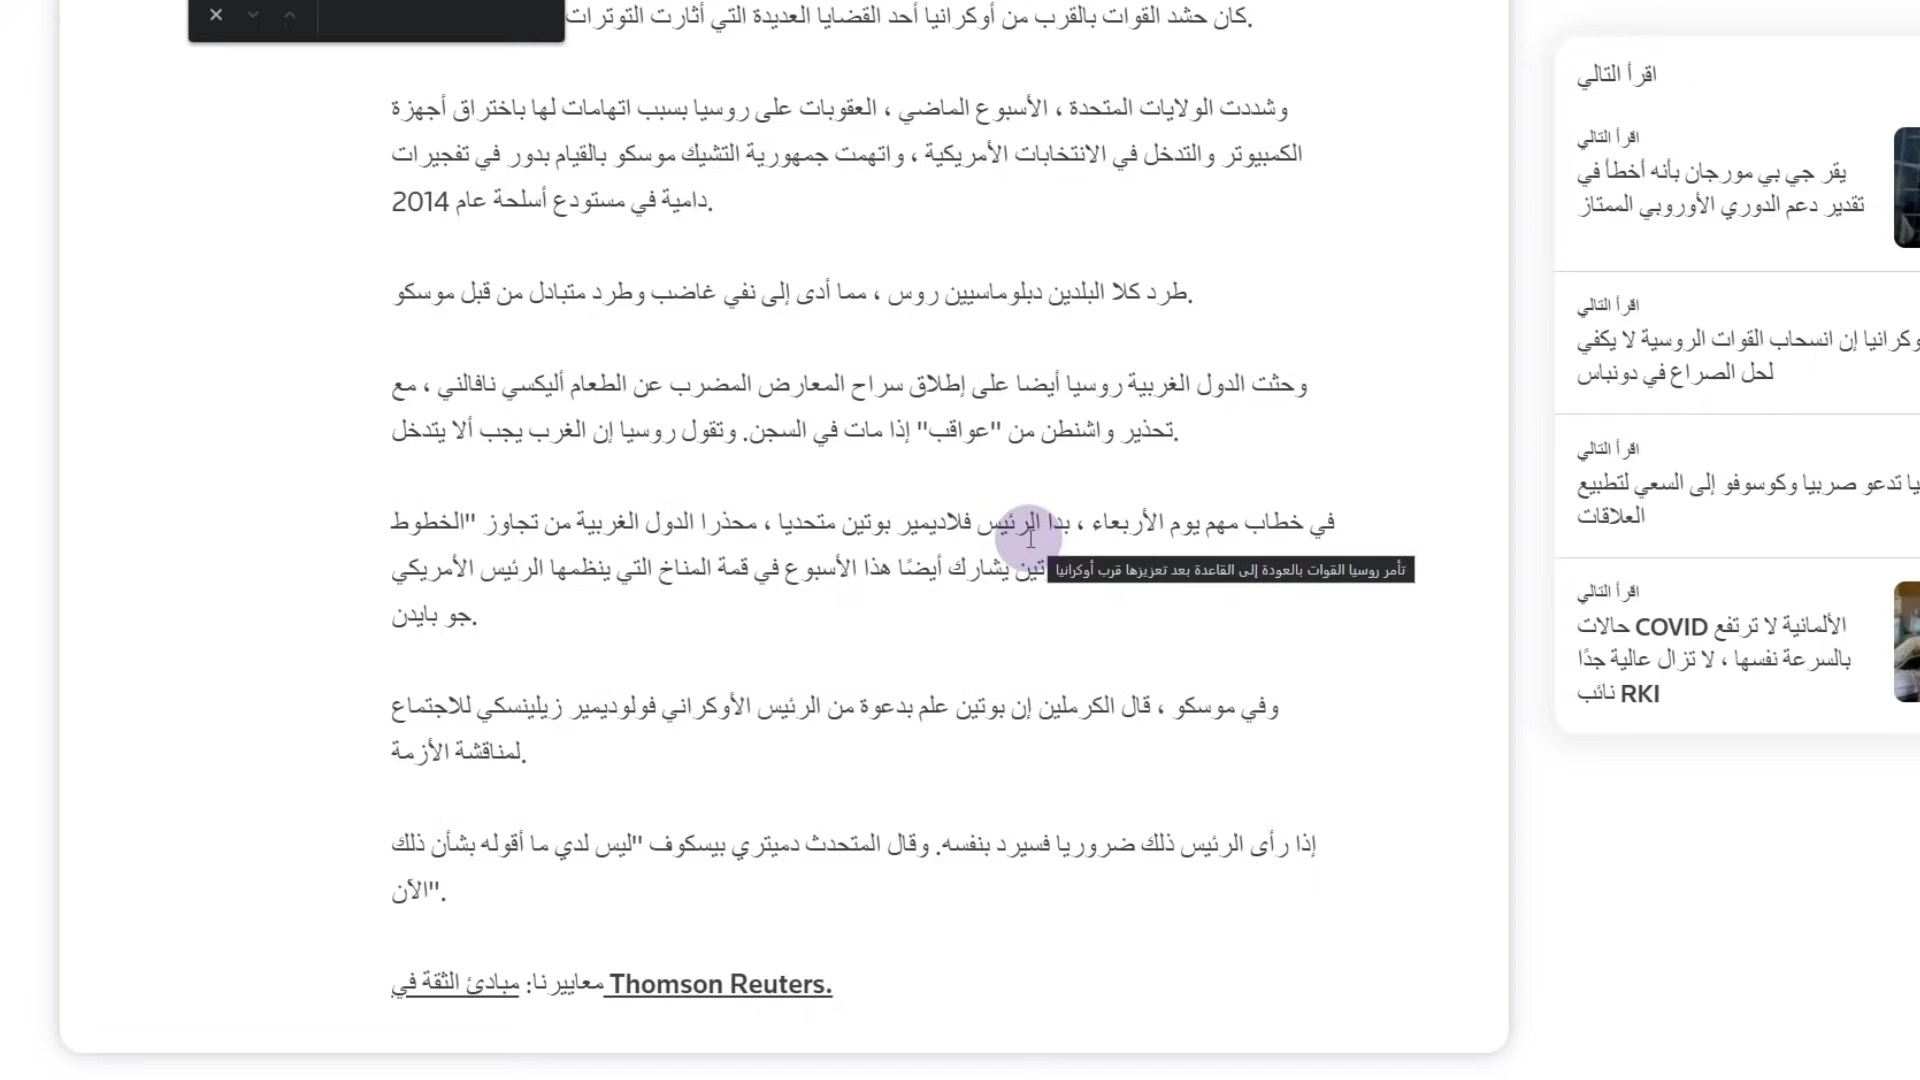 كان حشد القوات بالقرب من أوكرانيا أحد القضايا العديدة التي أثارت التوترات.
وشددت الولايات المتحدة ، الأسبوع الماضي ، العقوبات على روسيا بسبب اتهامات لها باختراق أجهزة
الكمبيوتر والتدخل في الانتخابات الأمريكية ، واتهمت جمهورية التشيك موسكو بالقيام بدور في تفجيرات
دامية في مستودع أسلحة عام 2014.
طرد كلا البلدين دبلوماسيين روس ، مما أدى إلى نفي غاضب وطرد متبادل من قبل موسكو.
وحثت الدول الغربية روسيا أيضا على إطلاق سراح المعارض المضرب عن الطعام أليكسي نافالني ، مع
تحذير واشنطن من "عواقب" إذا مات في السجن. وتقول روسيا إن الغرب يجب ألا يتدخل.
في خطاب مهم يوم الأربعاء ، بدا الرئيس فلاديمير بوتين متحديا ، محذرا الدول الغربية من تجاوز "الخطوط
تأمر روسيا القوات بالعودة إلى القاعدة بعد تعزيزها قرب أوكرانيا
يشارك أيضًا هذا الأسبوع في قمة المناخ التي ينظمها الرئيس الأمريكي
جو بايدن.
وفي موسكو ، قال الكرملين إن بوتين علم بدعوة من الرئيس الأوكراني فولوديمير زيلينسكي للاجتماع
لمناقشة الأزمة.
إذا رأى الرئيس ذلك ضروريا فسيرد بنفسه. وقال المتحدث دميتري بيسكوف "ليس لدي ما أقوله بشأن ذلك
الآن".
معاييرنا: مبادئ الثقة في Thomson Reuters.
اقرأ التالي
اقرأ التالي
يقر جي بي مورجان بأنه أخطأ في
تقدير دعم الدوري الأوروبي الممتاز
اقرأ التالي
إن انسحاب القوات الروسية لا يكفي
لحل الصراع في دونباس
اقرأ التالي
تدعو صربيا وكوسوفو إلى السعي لتطبيع
العلاقات
اقرأ التالي
حالات COVID الألمانية لا ترتفع
بالسرعة نفسها ، لا تزال عالية جدًا
نائب RKI